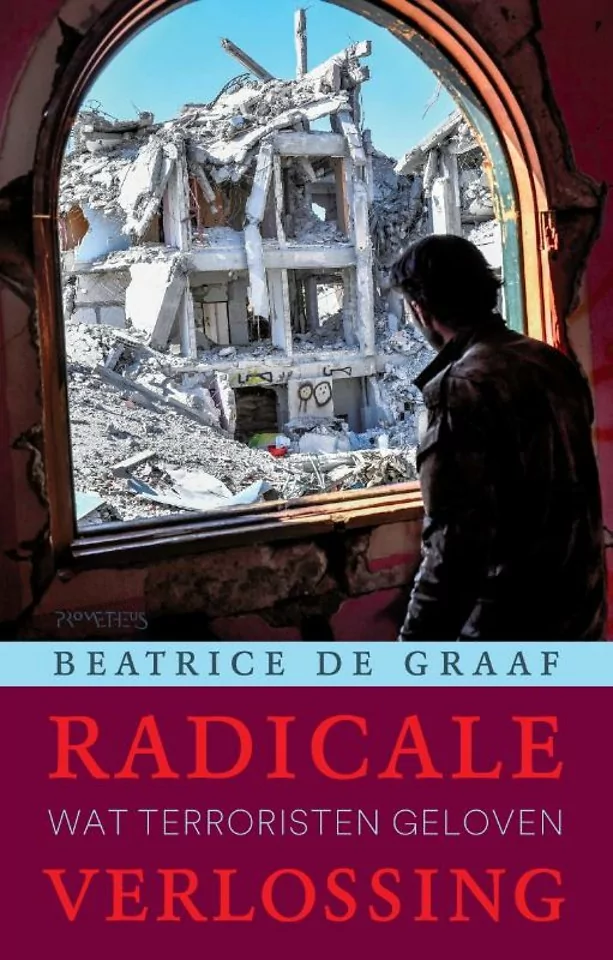 PROMETHEUS
BEATRICE DE GRAAF
RADICALE
WAT TERRORISTEN GELOVEN
VERLOSSING